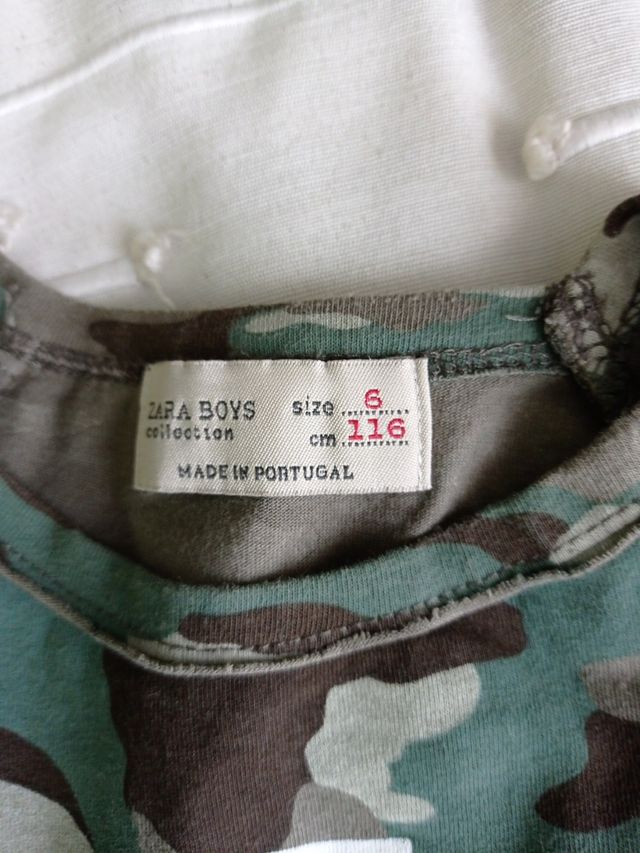 ZARA BOYS size 6
collection cm 116
MADE IN PORTUGAL